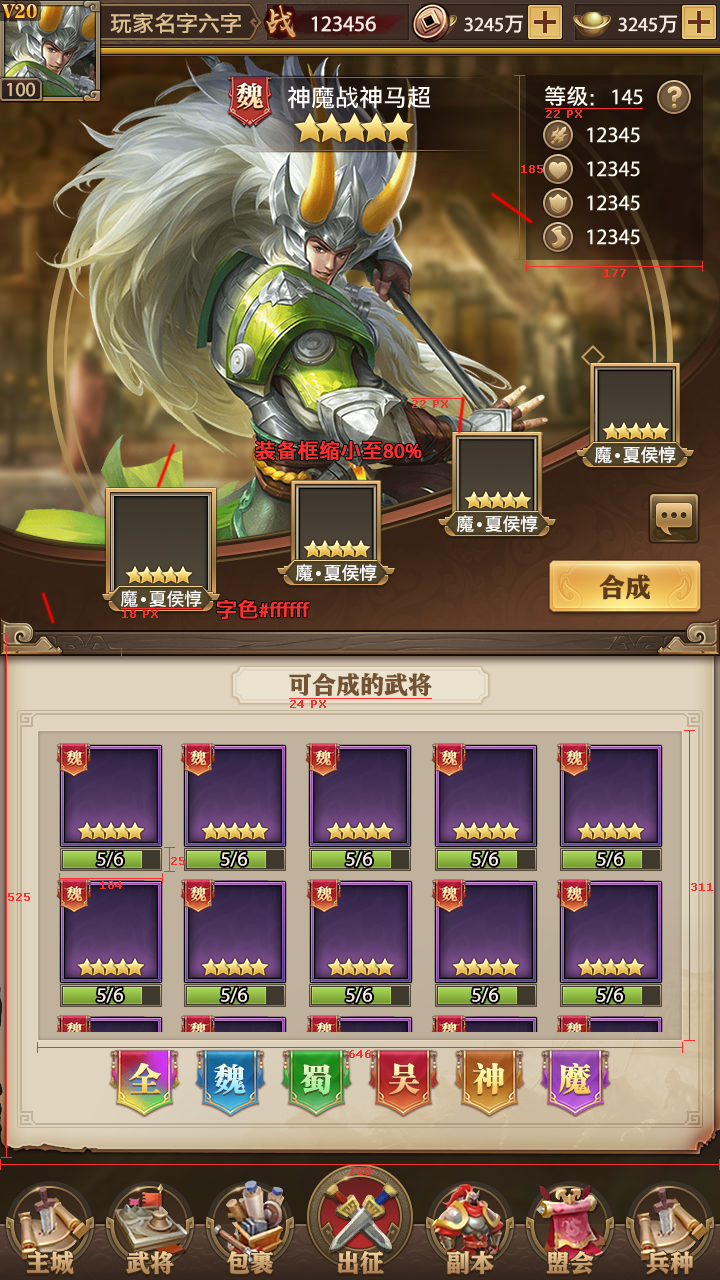 V20
100
玩家名字六字
战 123456
3245万
3245万
魏
神魔战神马超
等级: 145
?
22 PX
12345
185
12345
12345
12345
177
22 PX
装备框缩小至80%
魔·夏侯惇
魔·夏侯惇
魔·夏侯惇
魔·夏侯惇
18 PX
字色#ffffff
合成
可合成的武将
24 PX
魏 魏 魏 魏 魏
5/6 5/6 5/6 5/6 5/6
25
104
525
311
魏 魏 魏 魏 魏
5/6 5/6 5/6 5/6 5/6
魏 魏 魏 魏 魏
646
全 魏 蜀 吴 神 魔
720
主城 武将 包裹 出征 副本 盟会 兵种